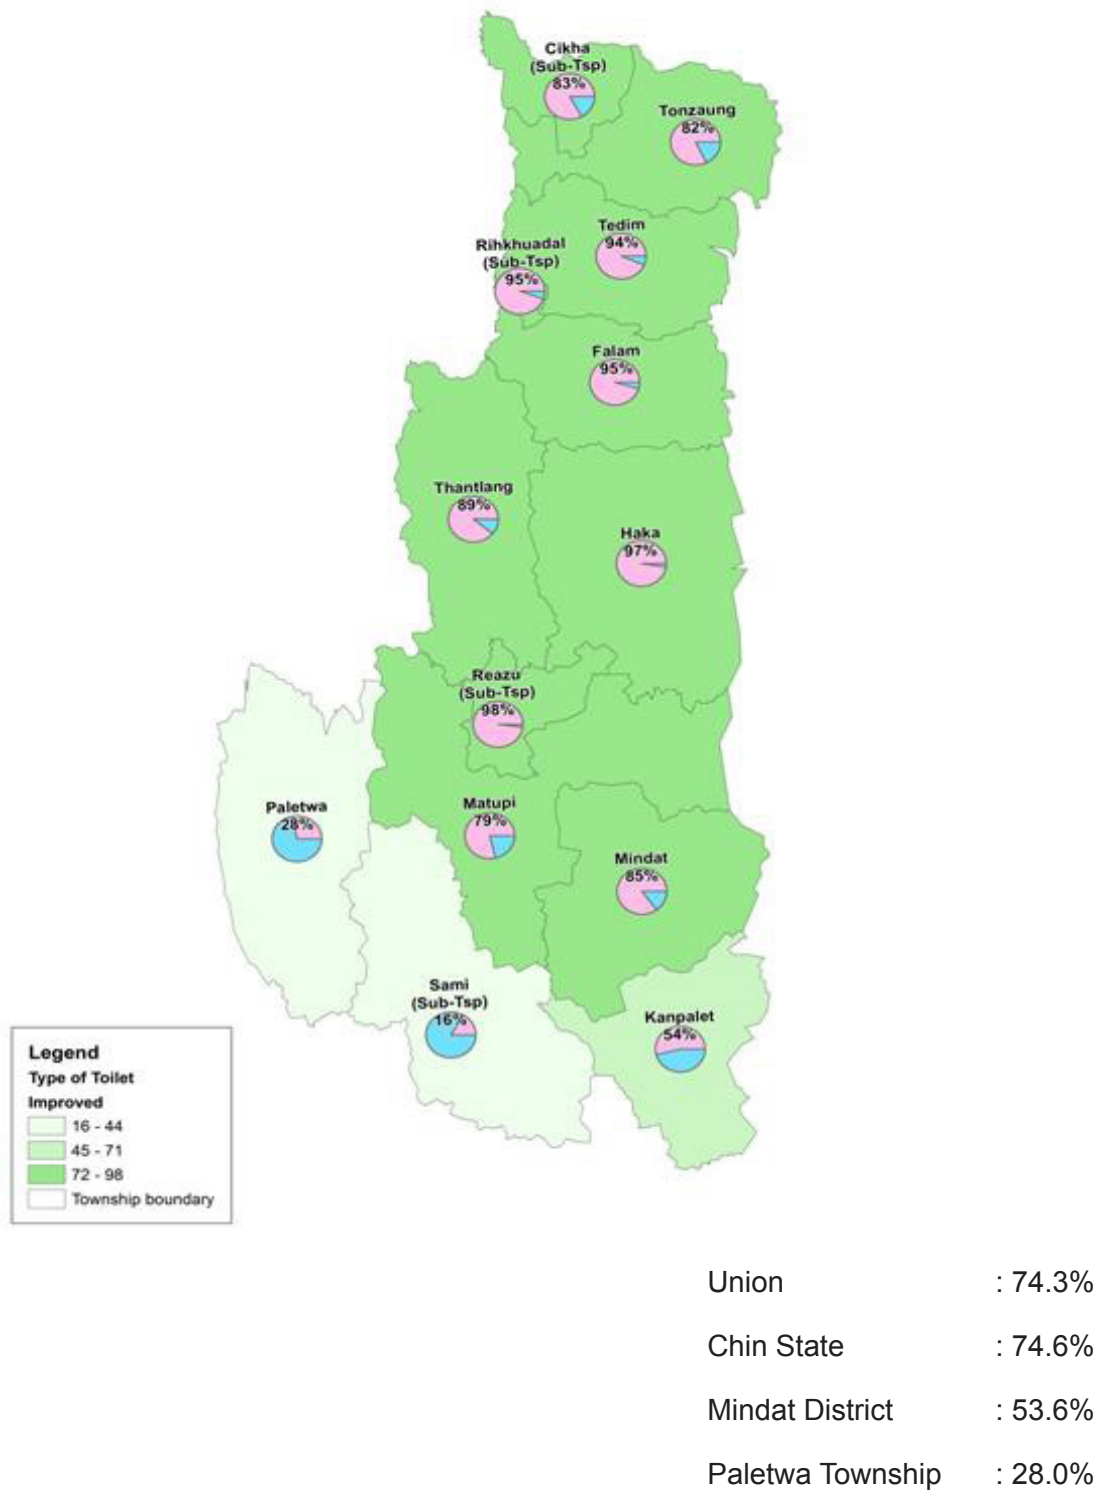 Cikha
(Sub-Tsp)
83%
Tonzaung
82%
Tedim
94%
Rihkhuadal
(Sub-Tsp)
95%
Falam
95%
Thantlang
89%
Haka
97%
Reazu
(Sub-Tsp)
98%
Paletwa
28%
Matupi
79%
Mindat
85%
Sami
(Sub-Tsp)
16%
Kanpalet
54%
Legend
Type of Toilet
Improved
16 - 44
45 - 71
72 - 98
Township boundary
Union : 74.3%
Chin State : 74.6%
Mindat District : 53.6%
Paletwa Township : 28.0%